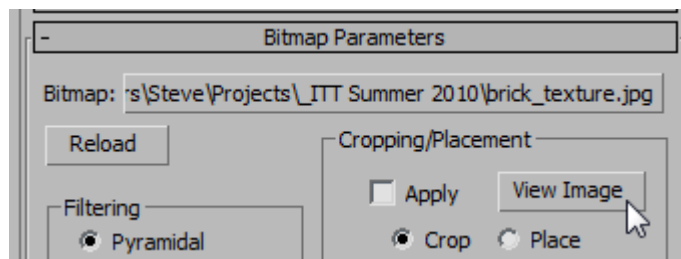 - Bitmap Parameters
Bitmap: rs\Steve\Projects\_ITT Summer 2010\brick_texture.jpg
Reload
Cropping/Placement
Apply View Image
Filtering
Pyramidal
Crop Place